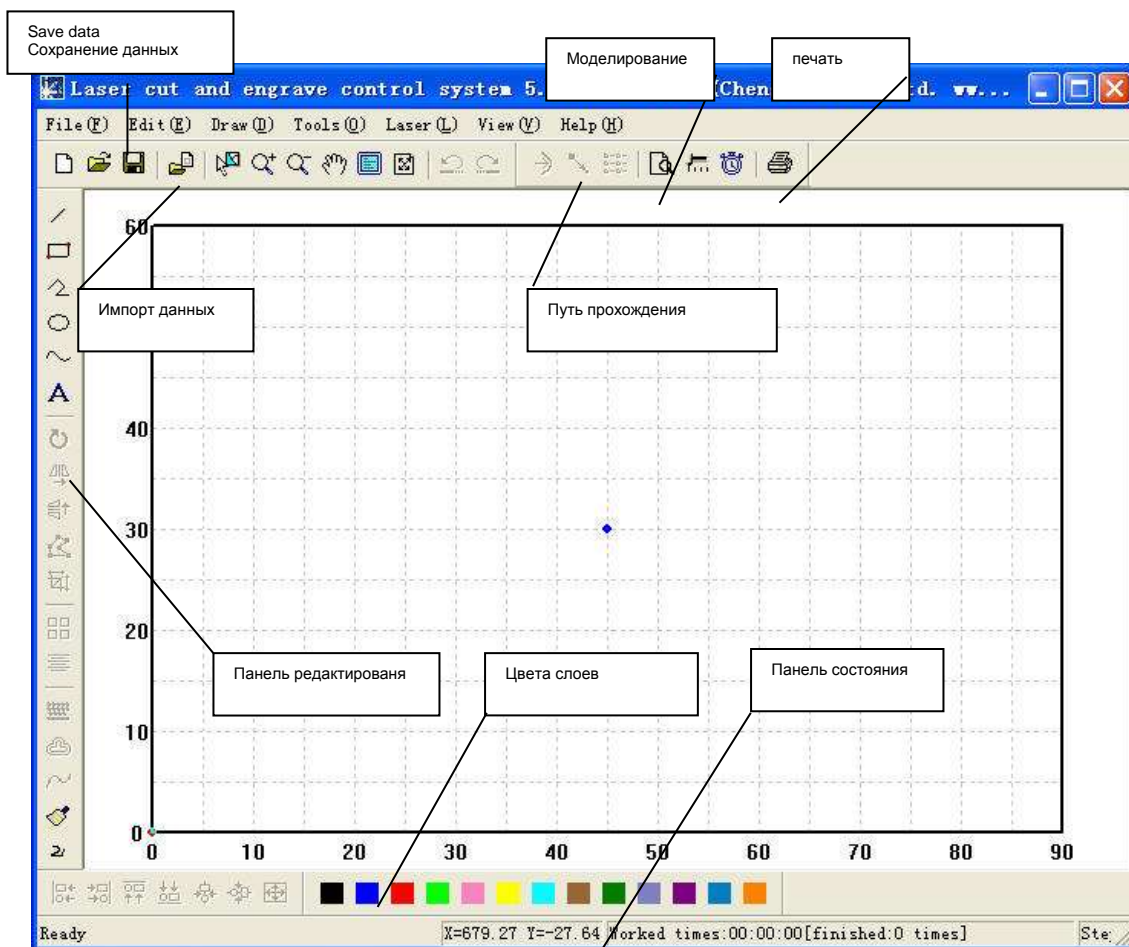 Save data
Сохранение данных
Моделирование
печать
Laser cut and engrave control system 5.
(Chen
td. ww...
File(F) Edit(E) Draw(D) Tools(O) Laser(L) View(V) Help(H)
60
Импорт данных
Путь прохождения
A
40
30
20
Панель редактированя
Цвета слоев
Панель состояния
10
0
0 10 20 30 40 50 60 70 80 90
Ready
X=679.27 Y=-27.64
Worked times:00:00:00[finished:0 times]
Ste